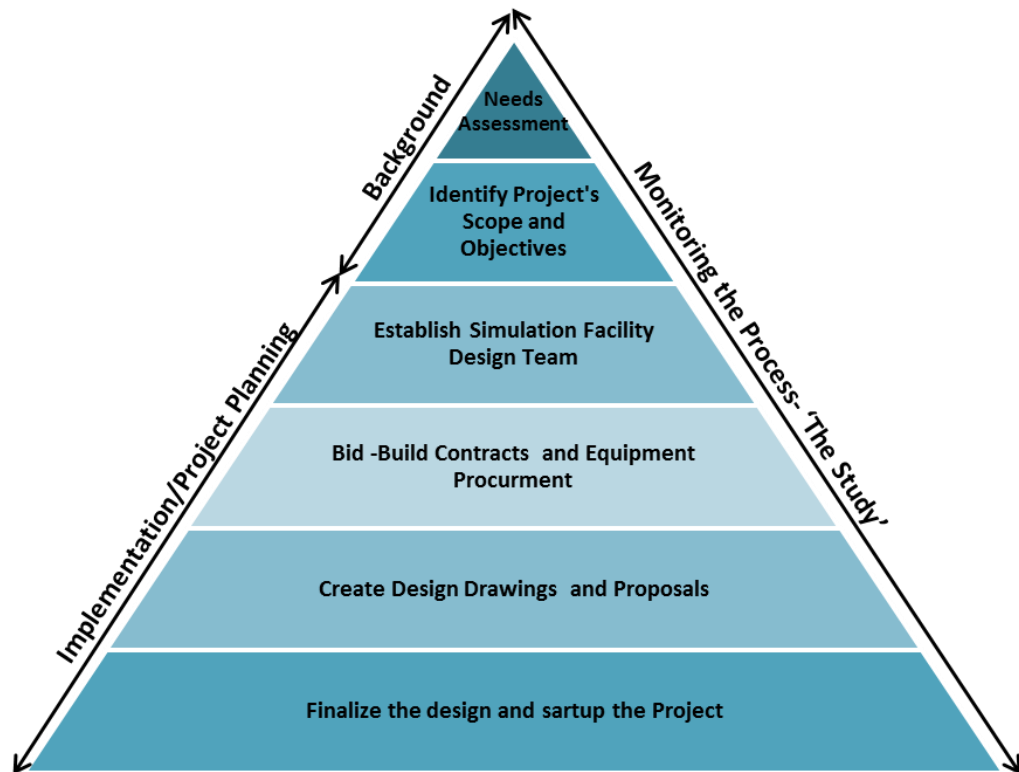 Needs
Assessment
Background
Identify Project's
Scope and
Objectives
Monitoring the Process- ‘The Study’
Establish Simulation Facility
Design Team
Implementation/Project Planning
Bid -Build Contracts and Equipment
Procurment
Create Design Drawings and Proposals
Finalize the design and sartup the Project